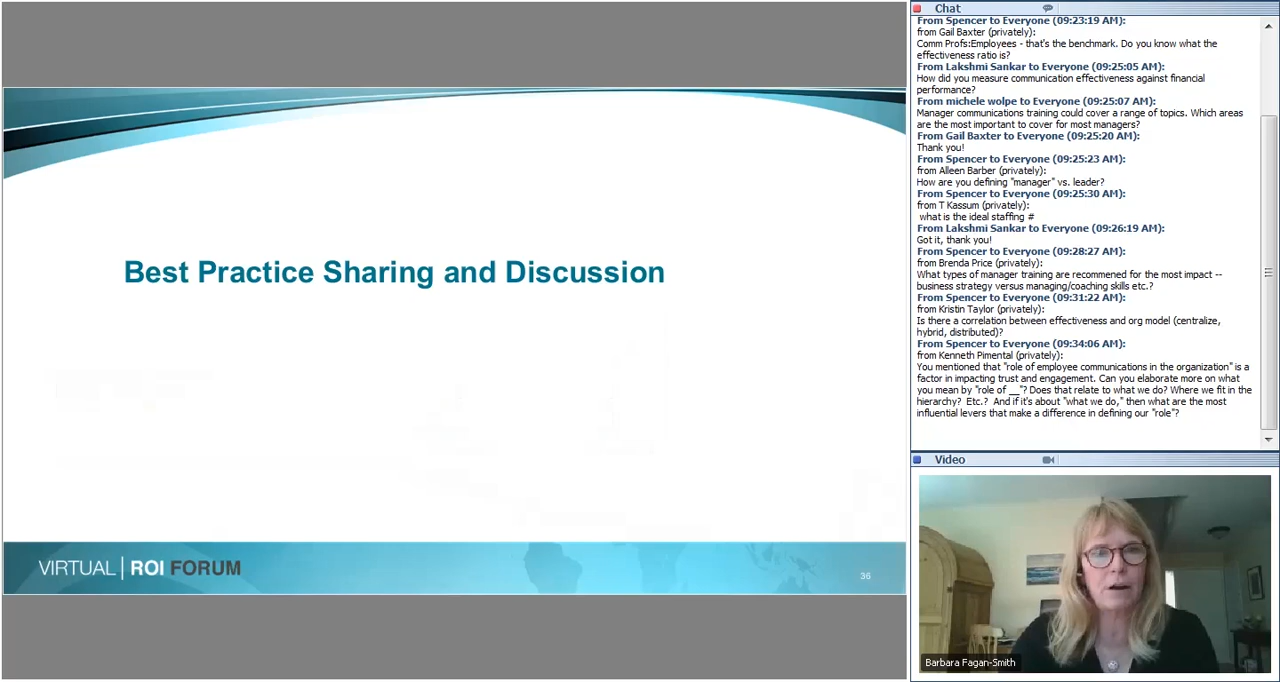 Best Practice Sharing and Discussion
VIRTUAL | ROI FORUM
36
Chat
From Spencer to Everyone (09:23:19 AM):
from Gail Baxter (privately):
Comm Profs:Employees - that's the benchmark. Do you know what the
effectiveness ratio is?
From Lakshmi Sankar to Everyone (09:25:05 AM):
How did you measure communication effectiveness against financial
performance?
From michele wolpe to Everyone (09:25:07 AM):
Manager communications training could cover a range of topics. Which areas
are the most important to cover for most managers?
From Gail Baxter to Everyone (09:25:20 AM):
Thank you!
From Spencer to Everyone (09:25:23 AM):
from Alleen Barber (privately):
How are you defining "manager" vs. leader?
From Spencer to Everyone (09:25:30 AM):
from T Kassum (privately):
what is the ideal staffing #
From Lakshmi Sankar to Everyone (09:26:19 AM):
Got it, thank you!
From Spencer to Everyone (09:28:27 AM):
from Brenda Price (privately):
What types of manager training are recommened for the most impact --
business strategy versus managing/coaching skills etc.?
From Spencer to Everyone (09:31:22 AM):
from Kristin Taylor (privately):
Is there a correlation between effectiveness and org model (centralize,
hybrid, distributed)?
From Spencer to Everyone (09:34:06 AM):
from Kenneth Pimental (privately):
You mentioned that "role of employee communications in the organization" is a
factor in impacting trust and engagement. Can you elaborate more on what
you mean by "role of __"? Does that relate to what we do? Where we fit in the
hierarchy? Etc.? And if it's about "what we do," then what are the most
influential levers that make a difference in defining our "role"?
Video
Barbara Fagan-Smith